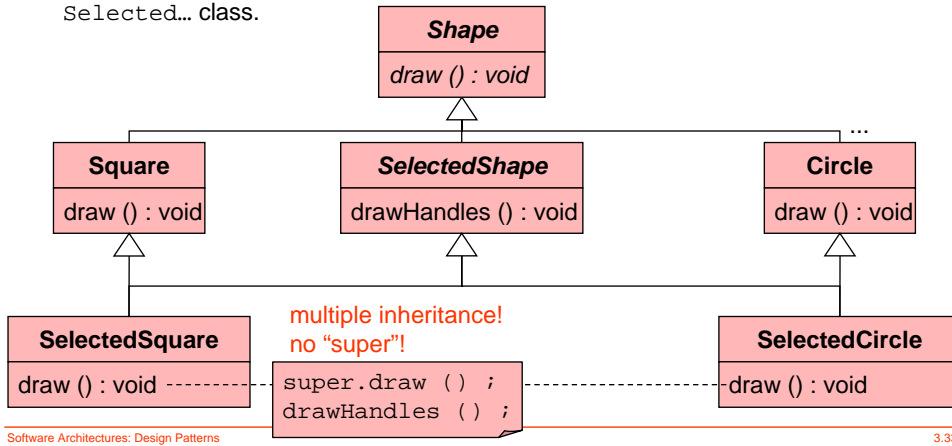 Selected… class.
Shape
draw () : void
...
Square
SelectedShape
Circle
draw () : void
drawHandles () : void
draw () : void
multiple inheritance!
no “super”!
SelectedSquare
SelectedCircle
draw () : void
super.draw () ;
drawHandles () ;
draw () : void
Software Architectures: Design Patterns